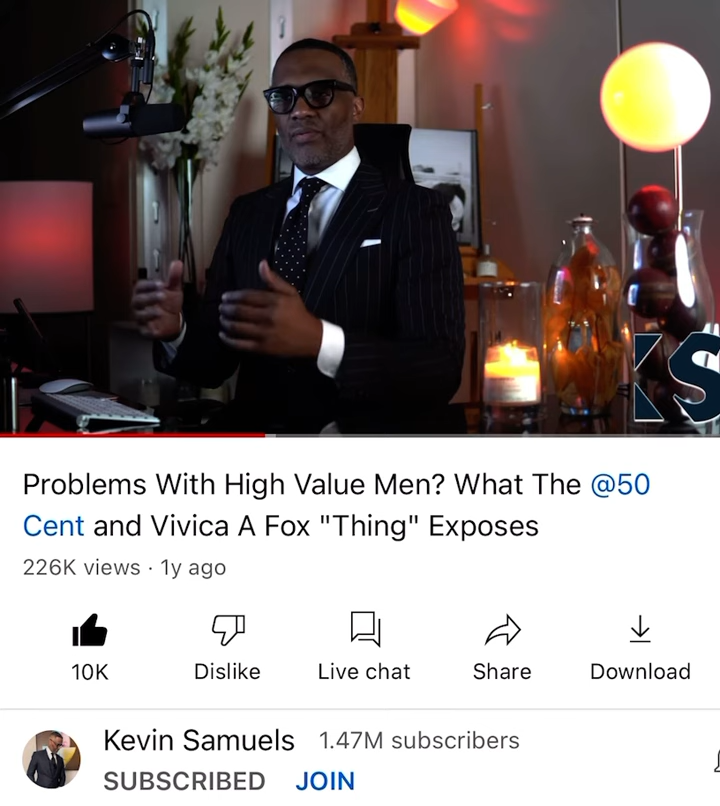 KS
Problems With High Value Men? What The @50
Cent and Vivica A Fox "Thing" Exposes
226K views · 1y ago
10K Dislike Live chat Share Download
Kevin Samuels 1.47M subscribers
SUBSCRIBED JOIN